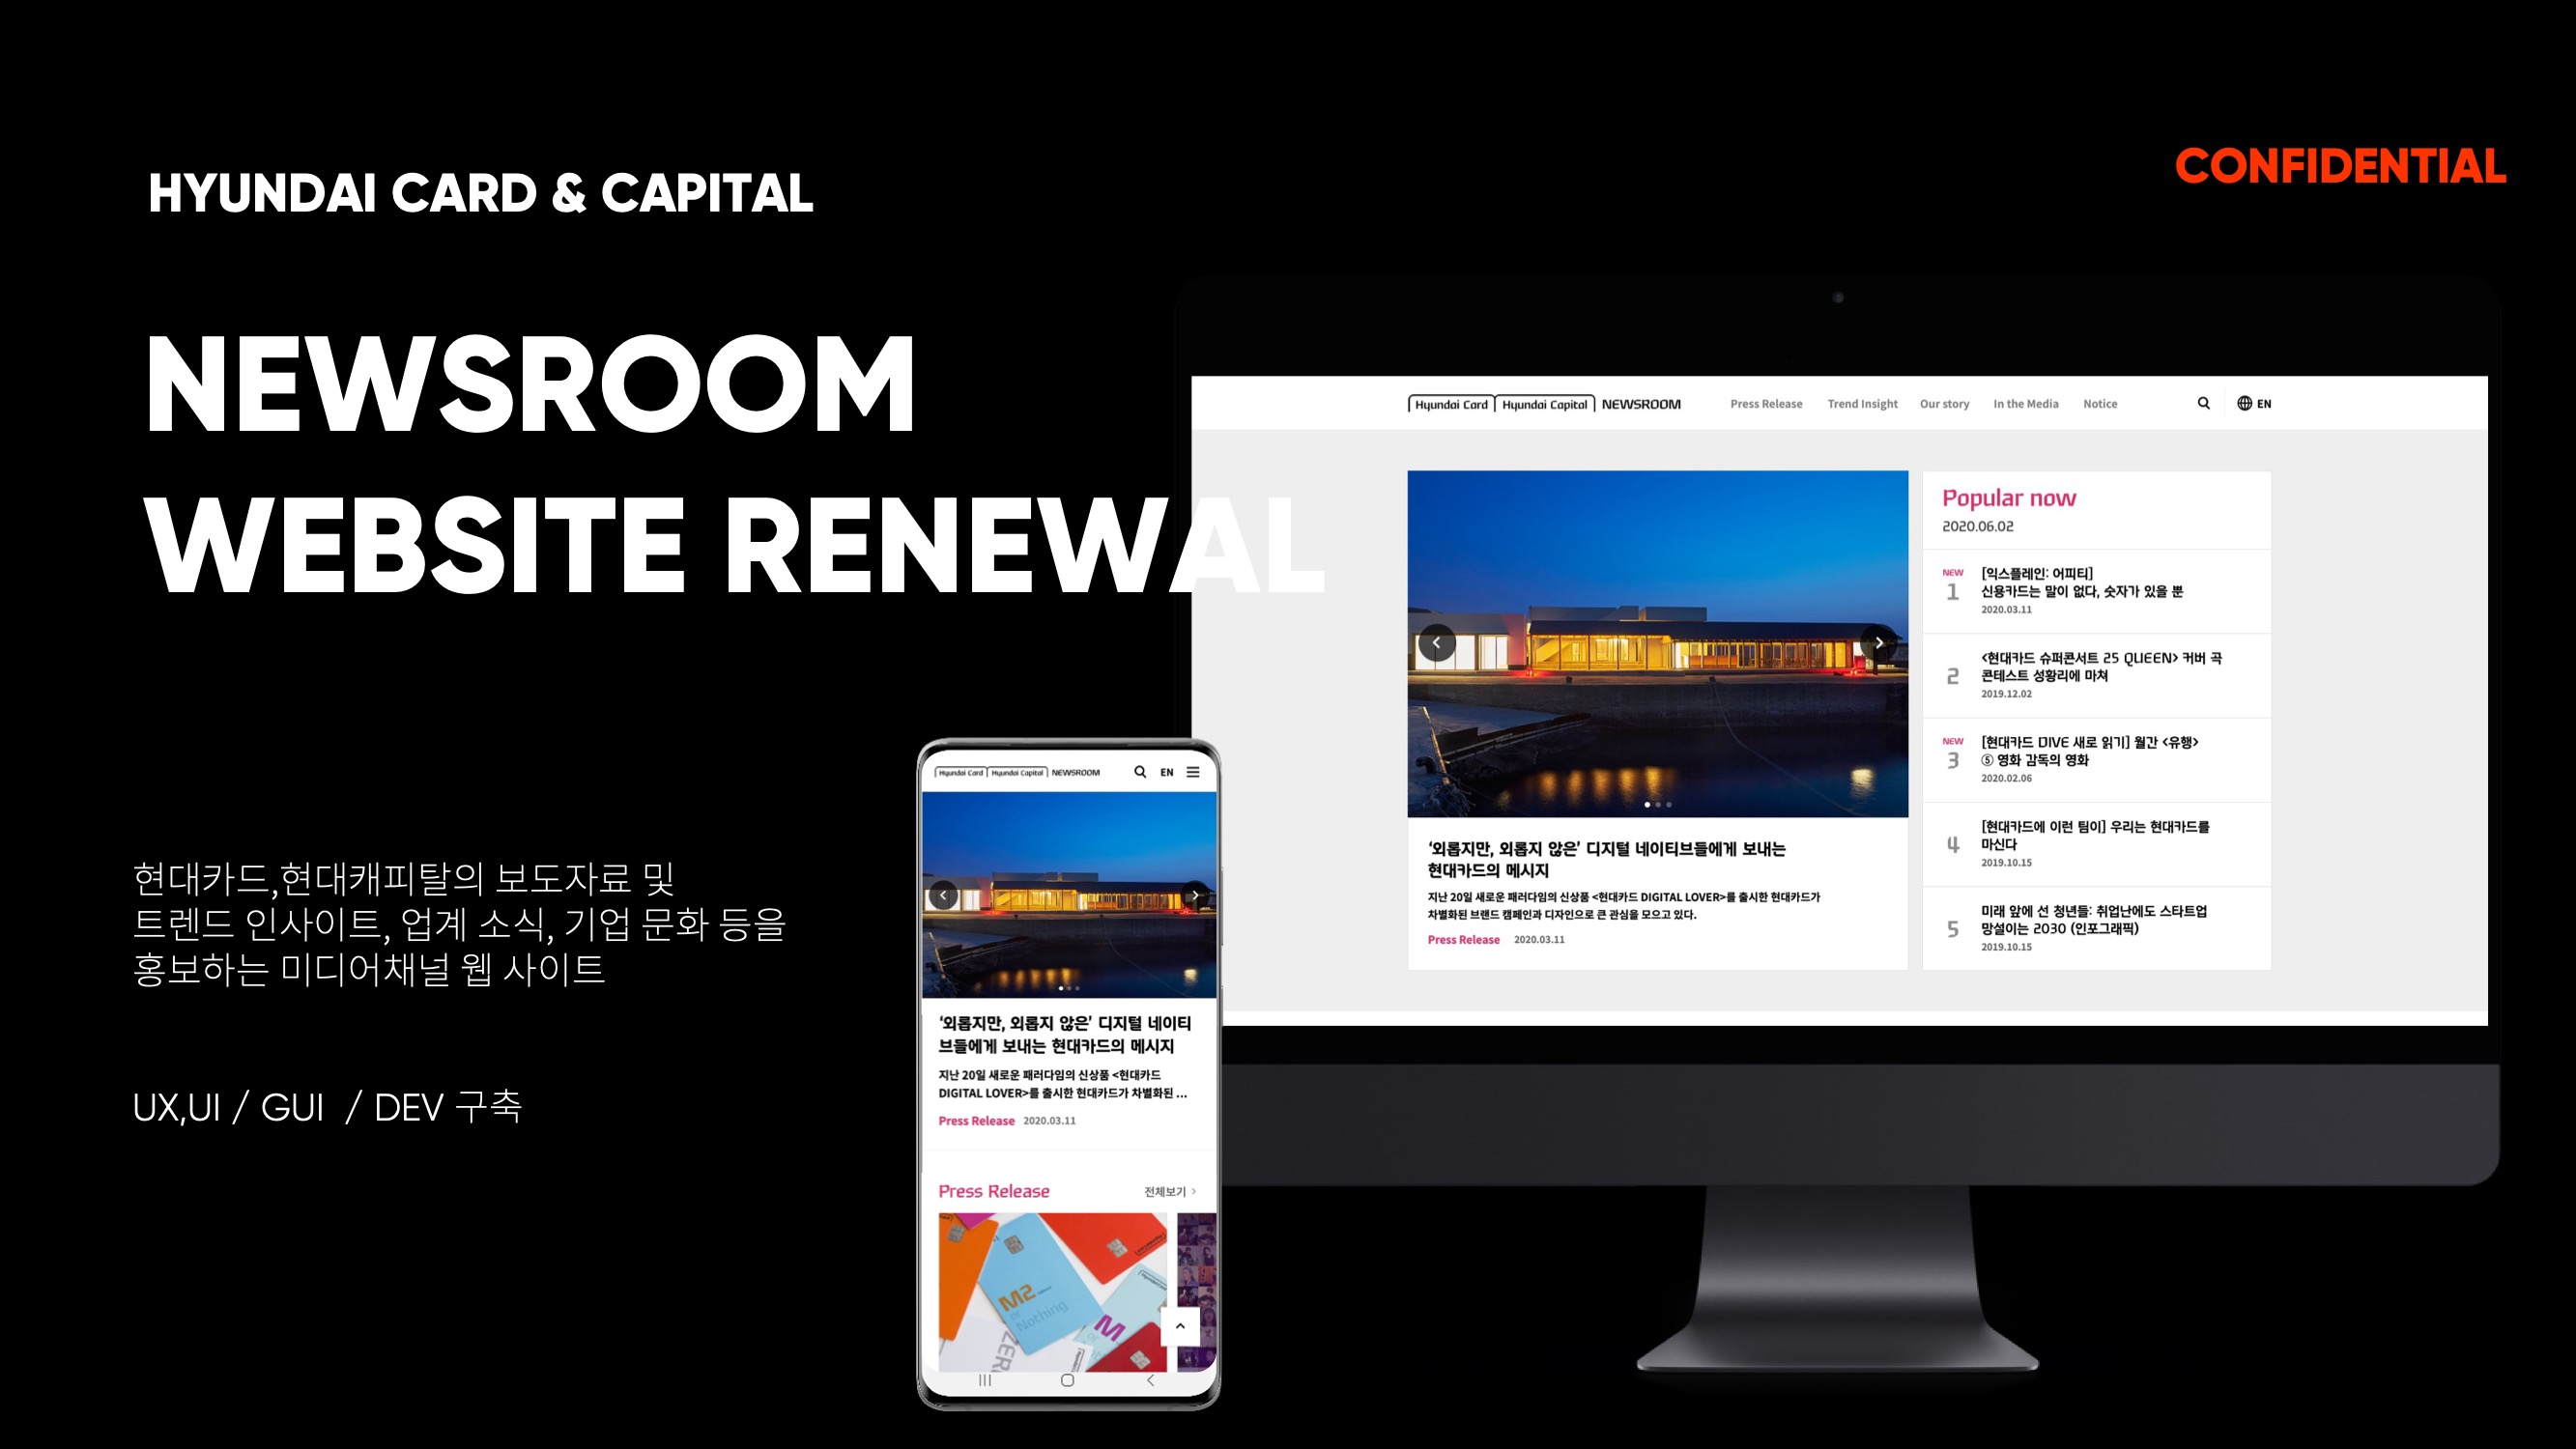 HYUNDAI CARD & CAPITAL
CONFIDENTIAL
NEWSROOM
WEBSITE RENEWAL
현대카드,현대캐피탈의 보도자료 및
트렌드 인사이트, 업계 소식, 기업 문화 등을
홍보하는 미디어채널 웹 사이트
UX,UI / GUI / DEV 구축
Hyundai Card Hyundai Capital NEWSROOM
Press Release Trend Insight Our story In the Media Notice
EN
‘외롭지만, 외롭지 않은’ 디지털 네이티브들에게 보내는
현대카드의 메시지
지난 20일 새로운 패러다임의 신상품 <현대카드 DIGITAL LOVER>를 출시한 현대카드가
차별화된 브랜드 캠페인과 디자인으로 큰 관심을 모으고 있다.
Press Release 2020.03.11
Popular now
2020.06.02
NEW
1
[익스플레인: 어피티]
신용카드는 말이 없다, 숫자가 있을 뿐
2020.03.11
2
<현대카드 슈퍼콘서트 25 QUEEN> 커버 곡
콘테스트 성황리에 마쳐
2019.12.02
NEW
3
[현대카드 DIVE 새로 읽기] 월간 <유행>
⑤ 영화 감독의 영화
2020.02.06
4
[현대카드에 이런 팀이] 우리는 현대카드를
마신다
2019.10.15
5
미래 앞에 선 청년들: 취업난에도 스타트업
망설이는 2030 (인포그래픽)
2019.10.15
Hyundai Card Hyundai Capital NEWSROOM
EN
‘외롭지만, 외롭지 않은’ 디지털 네이티
브들에게 보내는 현대카드의 메시지
지난 20일 새로운 패러다임의 신상품 <현대카드
DIGITAL LOVER>를 출시한 현대카드가 차별화된 ...
Press Release 2020.03.11
Press Release
전체보기
M2
or
Nothing
M
or
ZER